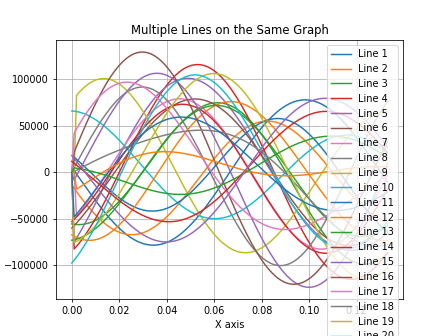 Multiple Lines on the Same Graph
100000
50000
0
−50000
−100000
0.00
0.02
0.04
0.06
0.08
0.10
X axis
Line 1
Line 2
Line 3
Line 4
Line 5
Line 6
Line 7
Line 8
Line 9
Line 10
Line 11
Line 12
Line 13
Line 14
Line 15
Line 16
Line 17
Line 18
Line 19
Line 20